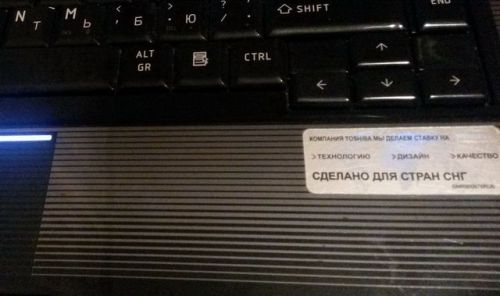 N Т M Ь < , Б > . Ю ? / SHIFT END
ALT GR CTRL
КОМПАНИЯ TOSHIBA.МЫ ДЕЛАЕМ СТАВКУ НА
>ТЕХНОЛОГИЮ >ДИЗАЙН >КАЧЕСТВО
СДЕЛАНО ДЛЯ СТРАН СНГ